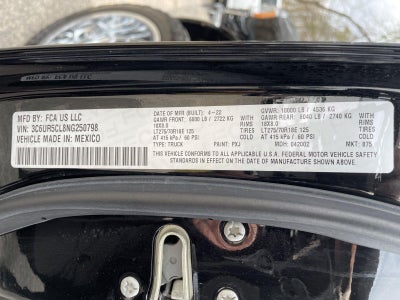 MFD BY: FCA US LLC
VIN: 3C6UR5CL8NG250798
VEHICLE MADE IN: MEXICO
DATE OF MFR (BUILT): 4-22
GAWR FRONT: 6000 LB / 2722 KG WITH
18X8.0 RIMS
LT275/70R18E 125 TIRES
AT 415 kPa / 60 PSI COLD
TYPE: TRUCK PAINT: PXJ
GVWR: 10000 LB / 4536 KG
GAWR REAR: 6040 LB / 2740 KG WITH
18X8.0 RIMS
LT275/70R18E 125 TIRES
AT 415 kPa / 60 PSI COLD
MDH: 042002 MKT: 875
THIS VEHICLE CONFORMS TO ALL APPLICABLE U.S.A. FEDERAL MOTOR VEHICLE
SAFETY STANDARDS IN EFFECT ON THE DATE OF MANUFACTURE SHOWN ABOVE.